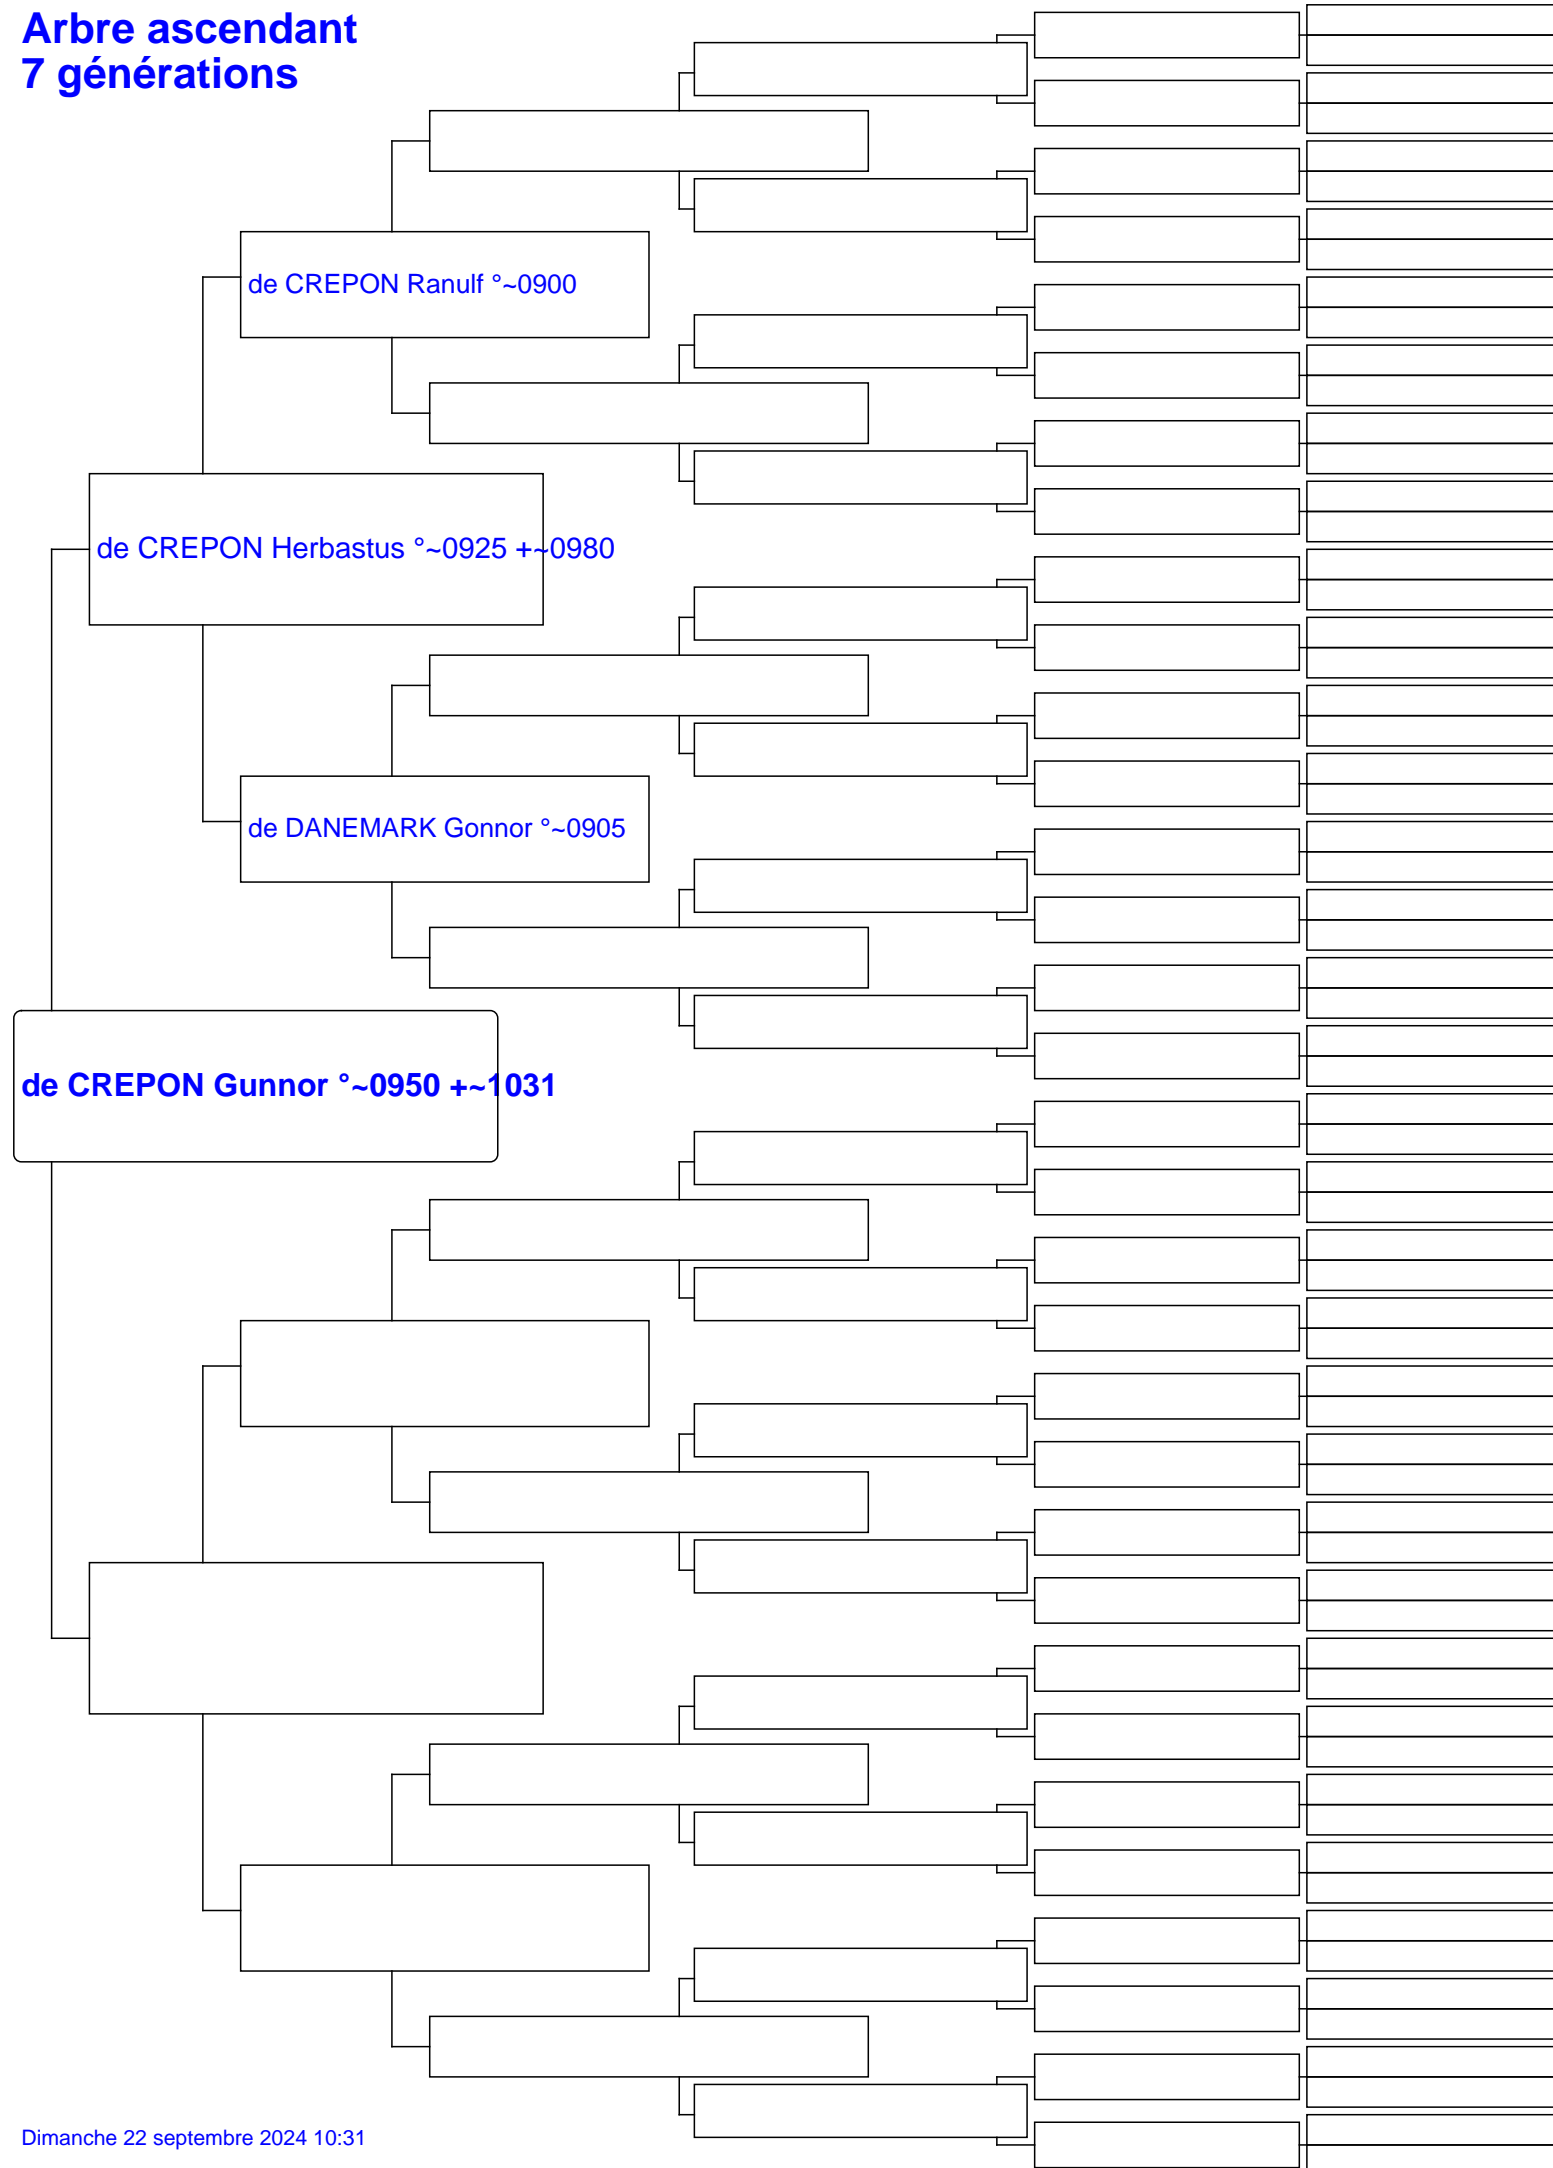 Arbre ascendant
7 générations
de CREPON Ranulf °~0900
de CREPON Herbastus °~0925 +~0980
de DANEMARK Gonnor °~0905
de CREPON Gunnor °~0950 +~1031
Dimanche 22 septembre 2024 10:31